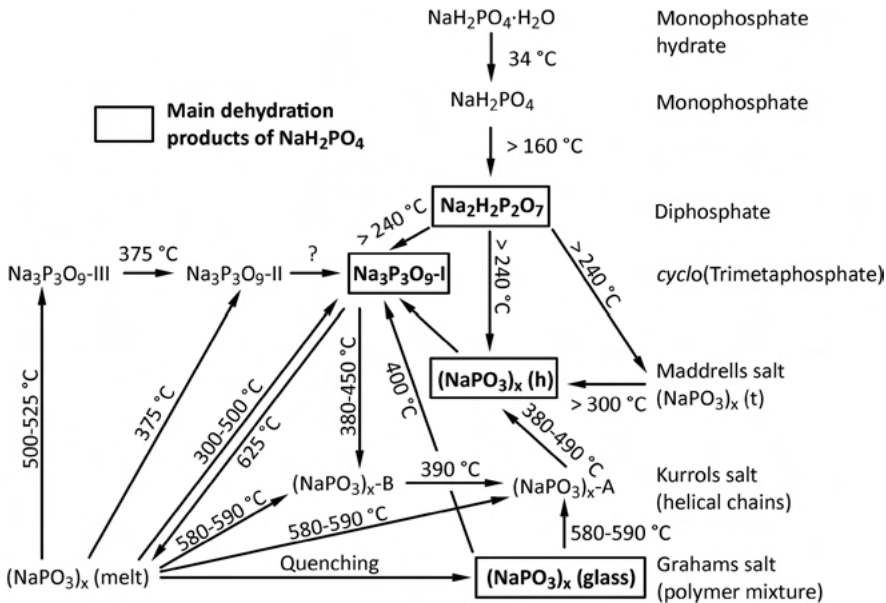 NaH₂PO₄·H₂O
Monophosphate
hydrate
34 °C
Main dehydration
products of NaH₂PO₄
NaH₂PO₄
Monophosphate
> 160 °C
Na₂H₂P₂O₇
Diphosphate
> 240 °C
> 240 °C
> 240 °C
Na₃P₃O₉-III
375 °C
Na₃P₃O₉-II
?
Na₃P₃O₉-I
cyclo(Trimetaphosphate)
500-525 °C
375 °C
300-500 °C
625 °C
380-450 °C
400 °C
(NaPO₃)ₓ (h)
> 300 °C
Maddrells salt
(NaPO₃)ₓ (t)
380-490 °C
(NaPO₃)ₓ-B
390 °C
(NaPO₃)ₓ-A
Kurrols salt
(helical chains)
580-590 °C
580-590 °C
580-590 °C
(NaPO₃)ₓ (melt)
Quenching
(NaPO₃)ₓ (glass)
Grahams salt
(polymer mixture)